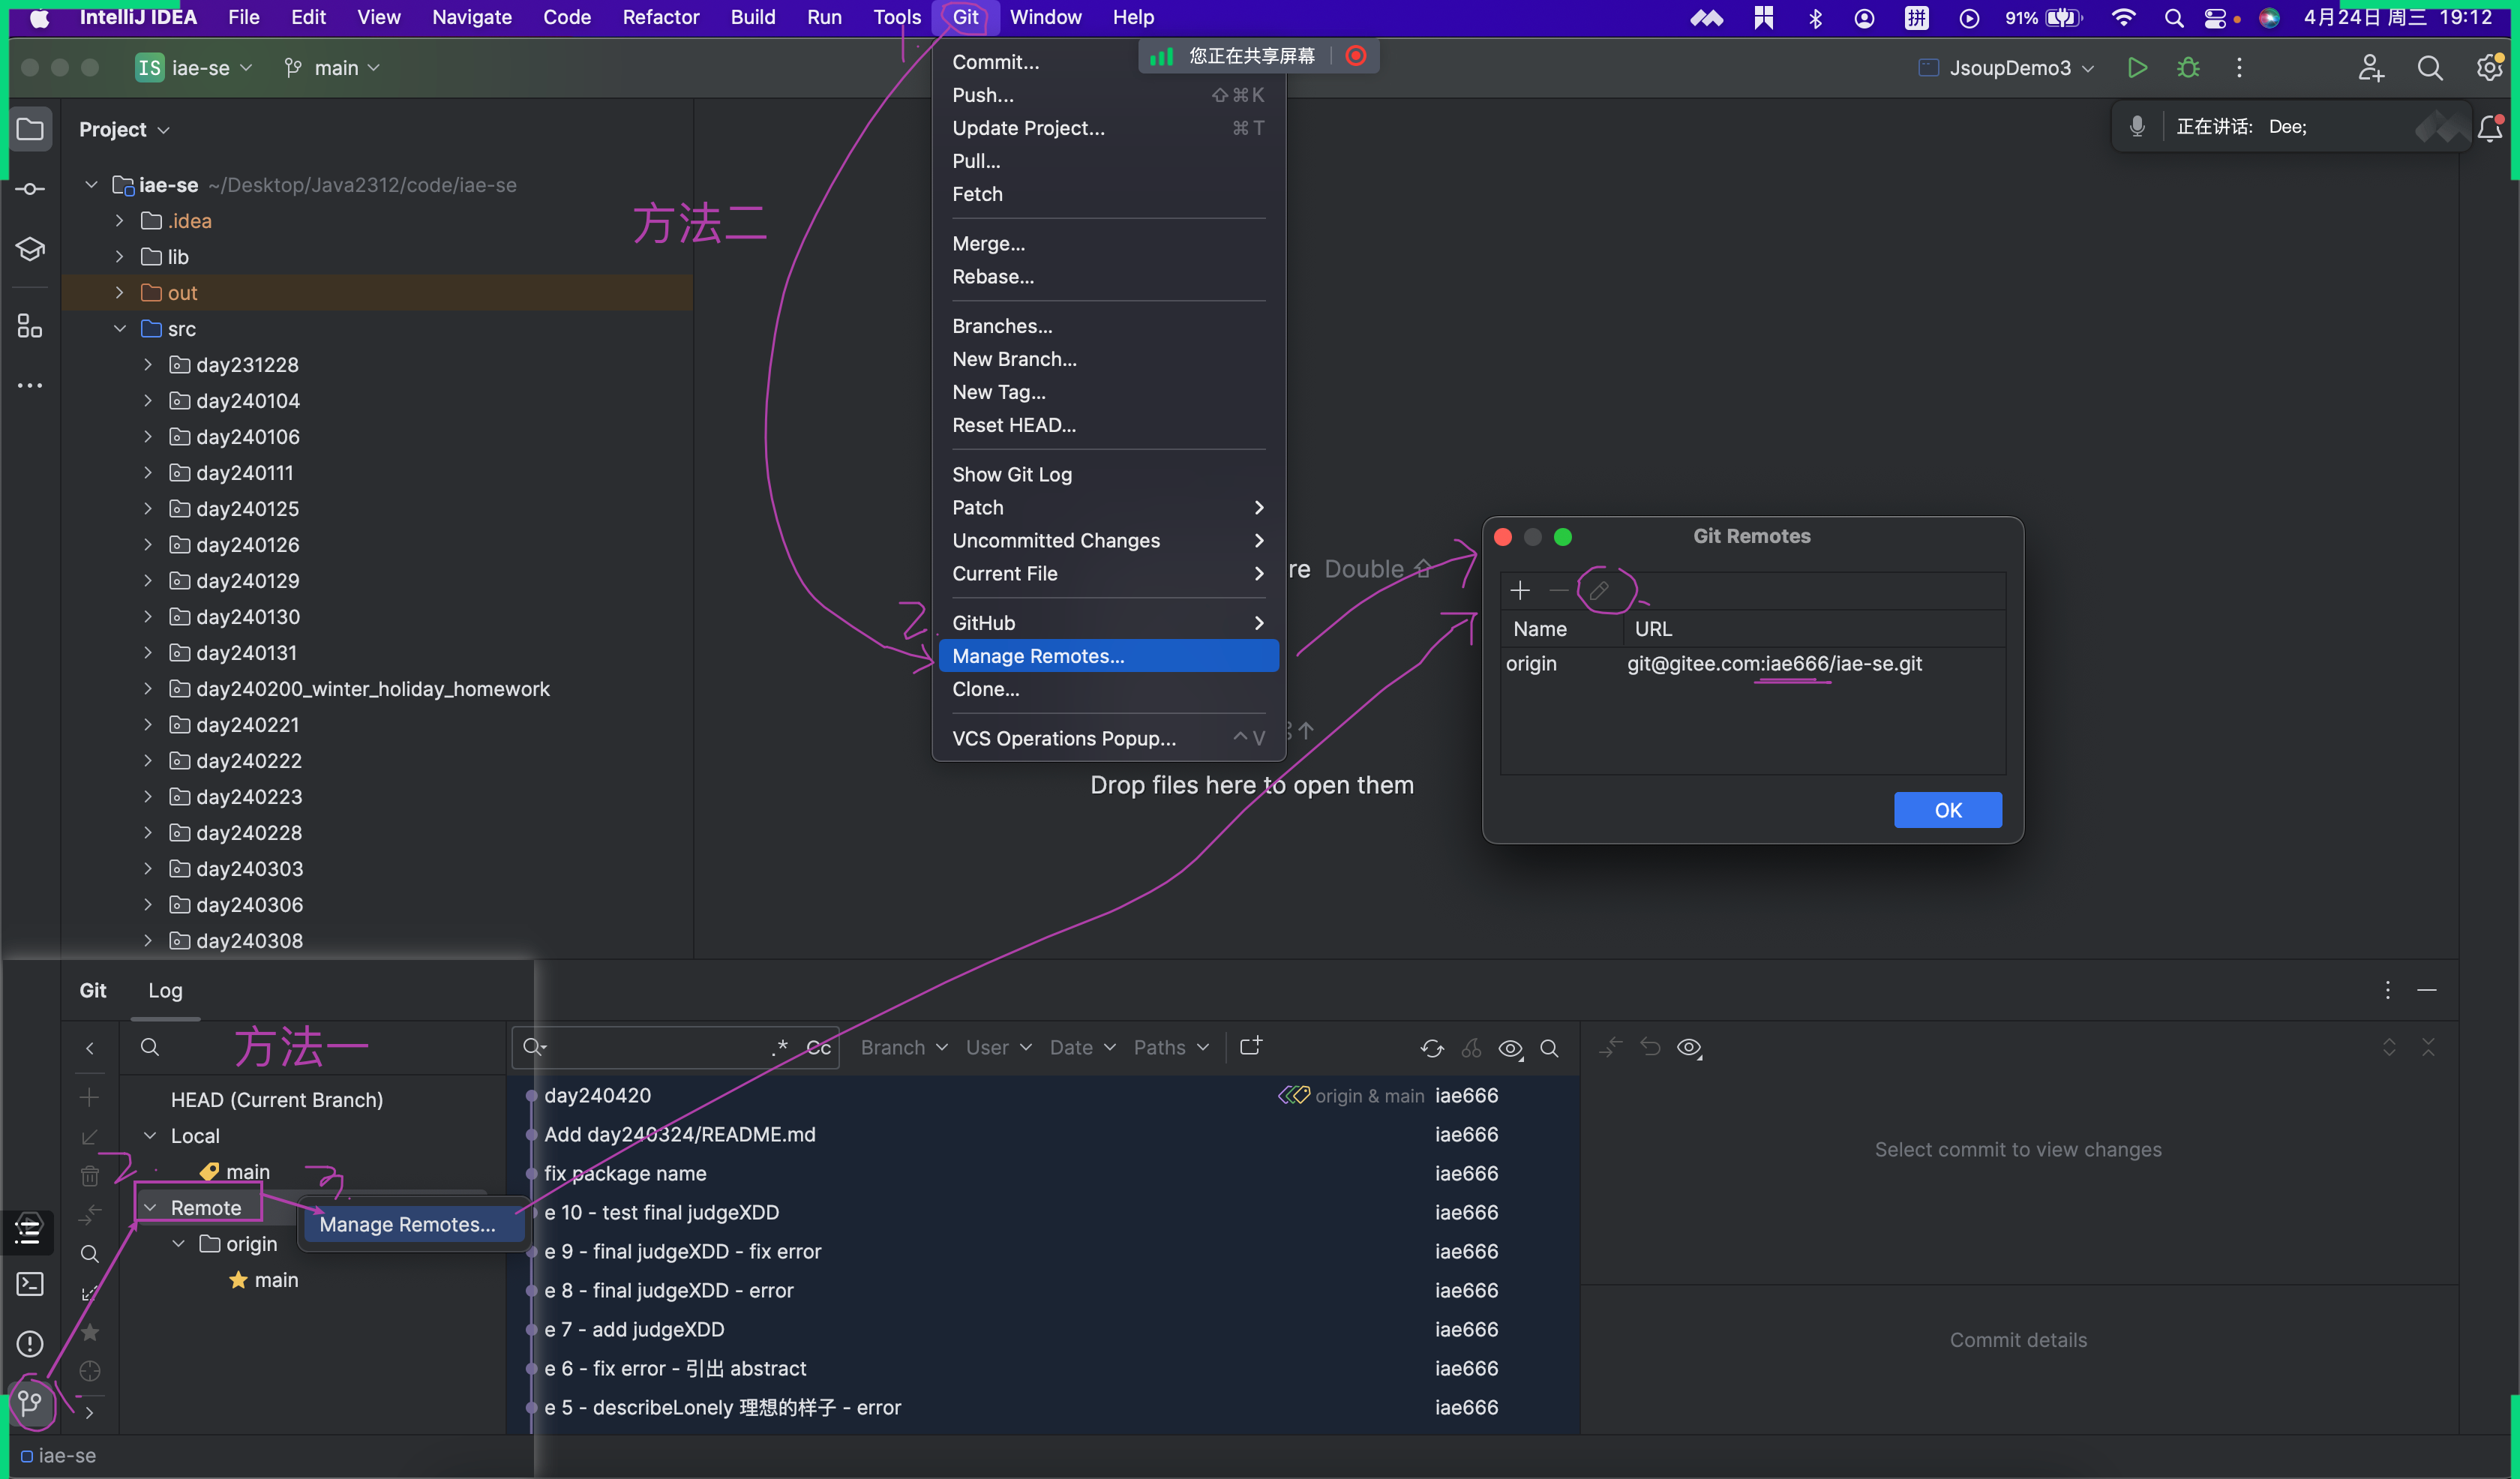 IntelliJ IDEA File Edit View Navigate Code Refactor Build Run Tools Git Window Help
拼 91% 4月24日 周三 19:12
您正在共享屏幕
IS iae-se main
JsoupDemo3
正在讲话: Dee;
Project
iae-se ~/Desktop/Java2312/code/iae-se
.idea
lib
out
src
day231228
day240104
day240106
day240111
day240125
day240126
day240129
day240130
day240131
day240200_winter_holiday_homework
day240221
day240222
day240223
day240228
day240303
day240306
day240308
方法二
1
2
Commit...
Push... ⇧⌘K
Update Project... ⌘T
Pull...
Fetch
Merge...
Rebase...
Branches...
New Branch...
New Tag...
Reset HEAD...
Show Git Log
Patch
Uncommitted Changes
Current File
GitHub
Manage Remotes...
Clone...
VCS Operations Popup... ^V
re Double ⇧
Drop files here to open them
Git Remotes
Name URL
origin git@gitee.com:iae666/iae-se.git
OK
Git Log
方法一
HEAD (Current Branch)
Local
main
Remote
origin
main
2
3
Manage Remotes...
.* Cc Branch User Date Paths
day240420 origin & main iae666
Add day240324/README.md iae666
fix package name iae666
e 10 - test final judgeXDD iae666
e 9 - final judgeXDD - fix error iae666
e 8 - final judgeXDD - error iae666
e 7 - add judgeXDD iae666
e 6 - fix error - 引出 abstract iae666
e 5 - describeLonely 理想的样子 - error iae666
Select commit to view changes
Commit details
iae-se